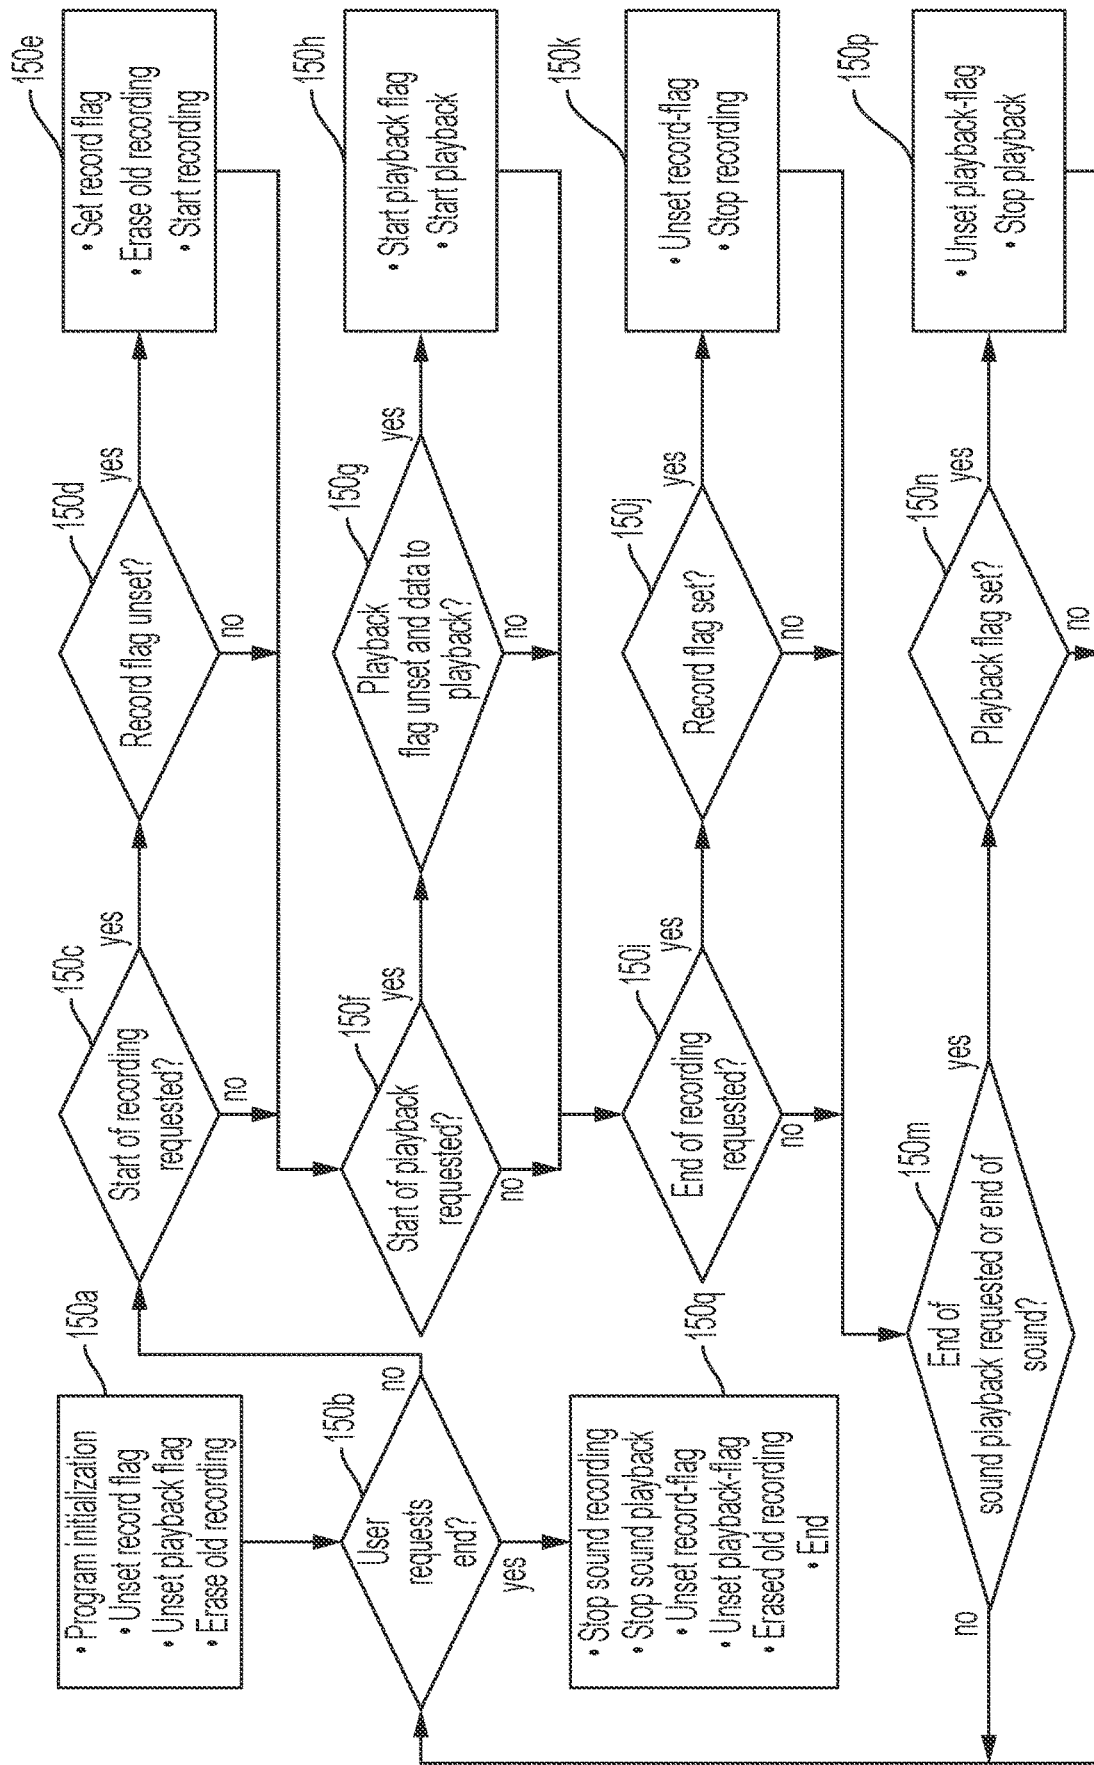 150a
• Program initialization
• Unset record flag
• Unset playback flag
• Erase old recording
150b
User
requests
end?
no
yes
150q
• Stop sound recording
• Stop sound playback
• Unset record-flag
• Unset playback-flag
• Erased old recording
• End
150c
Start of recording
requested?
yes
no
150d
Record flag unset?
yes
no
150e
• Set record flag
• Erase old recording
• Start recording
150f
Start of playback
requested?
yes
no
150g
Playback
flag unset and data to
playback?
yes
no
150h
• Start playback flag
• Start playback
150i
End of recording
requested?
yes
no
150j
Record flag set?
yes
no
150k
• Unset record-flag
• Stop recording
150m
End of
sound playback requested or end of
sound?
yes
no
150n
Playback flag set?
yes
no
150p
• Unset playback-flag
• Stop playback